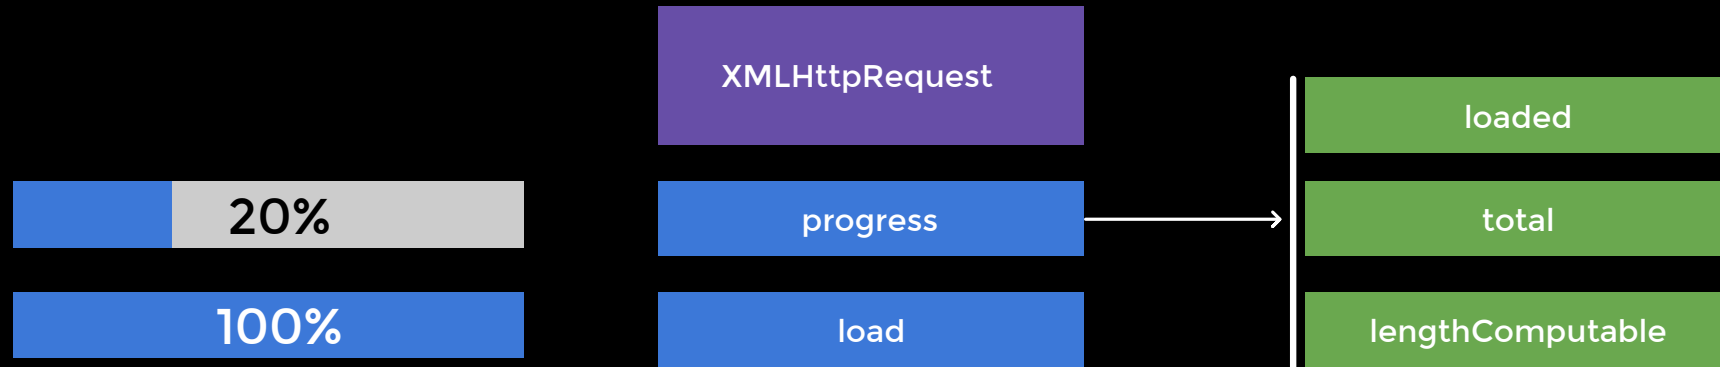 XMLHttpRequest
loaded
20%
progress
total
100%
load
lengthComputable